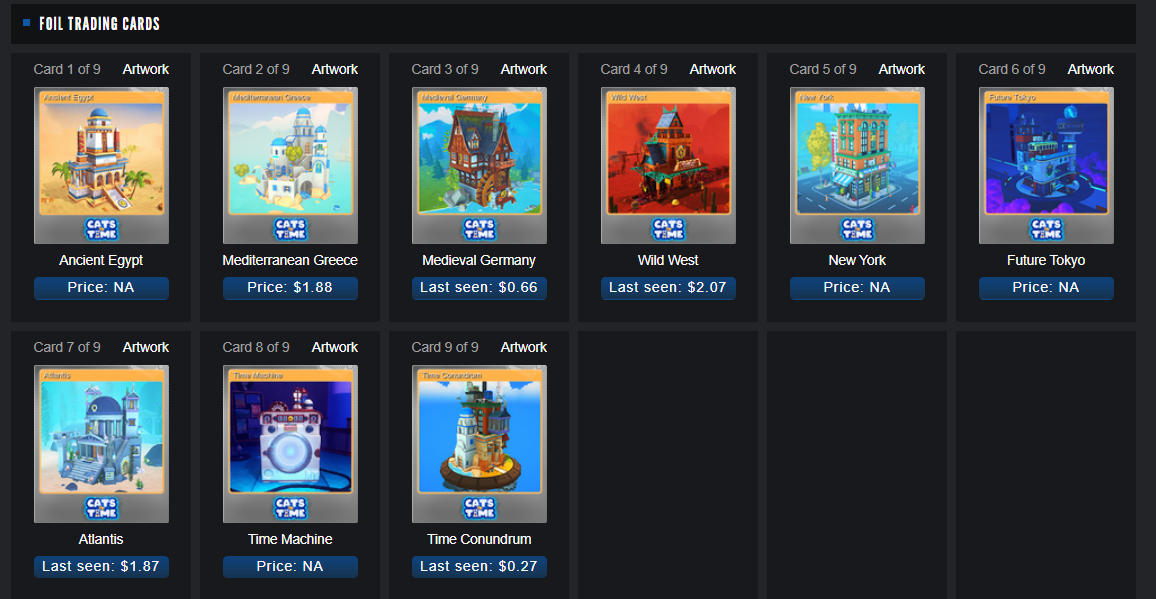 FOIL TRADING CARDS
Card 1 of 9 Artwork
Card 2 of 9 Artwork
Card 3 of 9 Artwork
Card 4 of 9 Artwork
Card 5 of 9 Artwork
Card 6 of 9 Artwork
Ancient Egypt
Mediterranean Greece
Medieval Germany
Wild West
New York
Future Tokyo
CATS TIME
CATS TIME
CATS TIME
CATS TIME
CATS TIME
CATS TIME
Ancient Egypt
Mediterranean Greece
Medieval Germany
Wild West
New York
Future Tokyo
Price: NA
Price: $1.88
Last seen: $0.66
Last seen: $2.07
Price: NA
Price: NA
Card 7 of 9 Artwork
Card 8 of 9 Artwork
Card 9 of 9 Artwork
Atlantis
Time Machine
Time Conundrum
CATS TIME
CATS TIME
CATS TIME
Atlantis
Time Machine
Time Conundrum
Last seen: $1.87
Price: NA
Last seen: $0.27